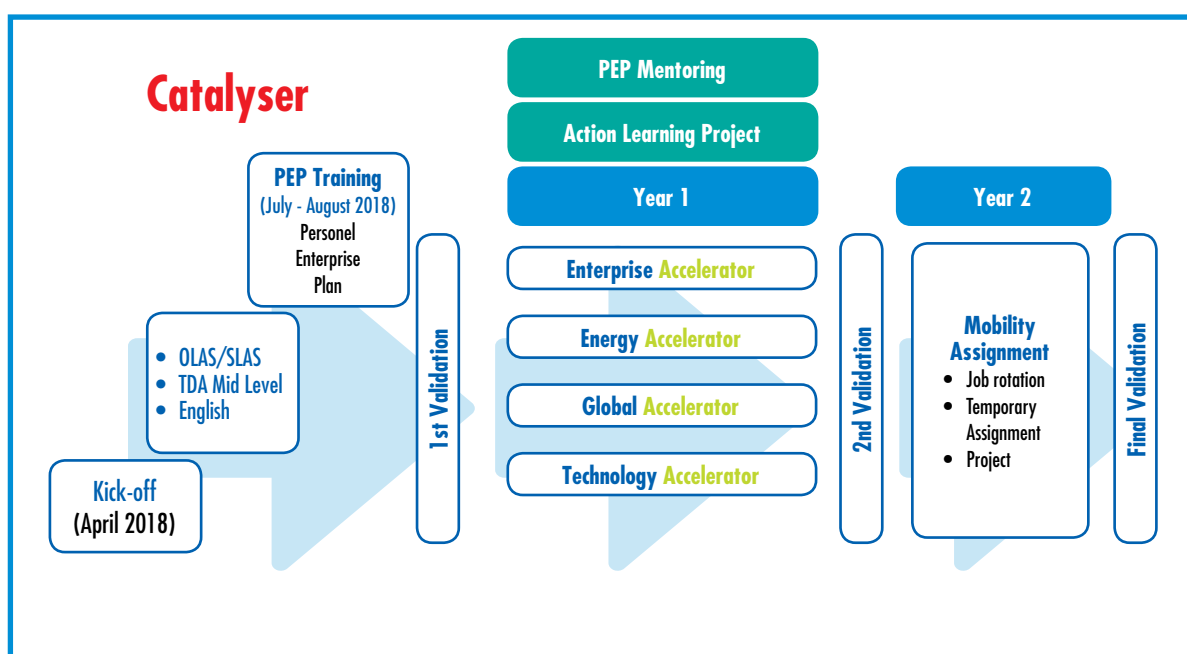 Catalyser
Kick-off
(April 2018)
• OLAS/SLAS
• TDA Mid Level
• English
PEP Training
(July - August 2018)
Personel
Enterprise
Plan
1st Validation
PEP Mentoring
Action Learning Project
Year 1
Enterprise Accelerator
Energy Accelerator
Global Accelerator
Technology Accelerator
2nd Validation
Year 2
Mobility
Assignment
• Job rotation
• Temporary
Assignment
• Project
Final Validation